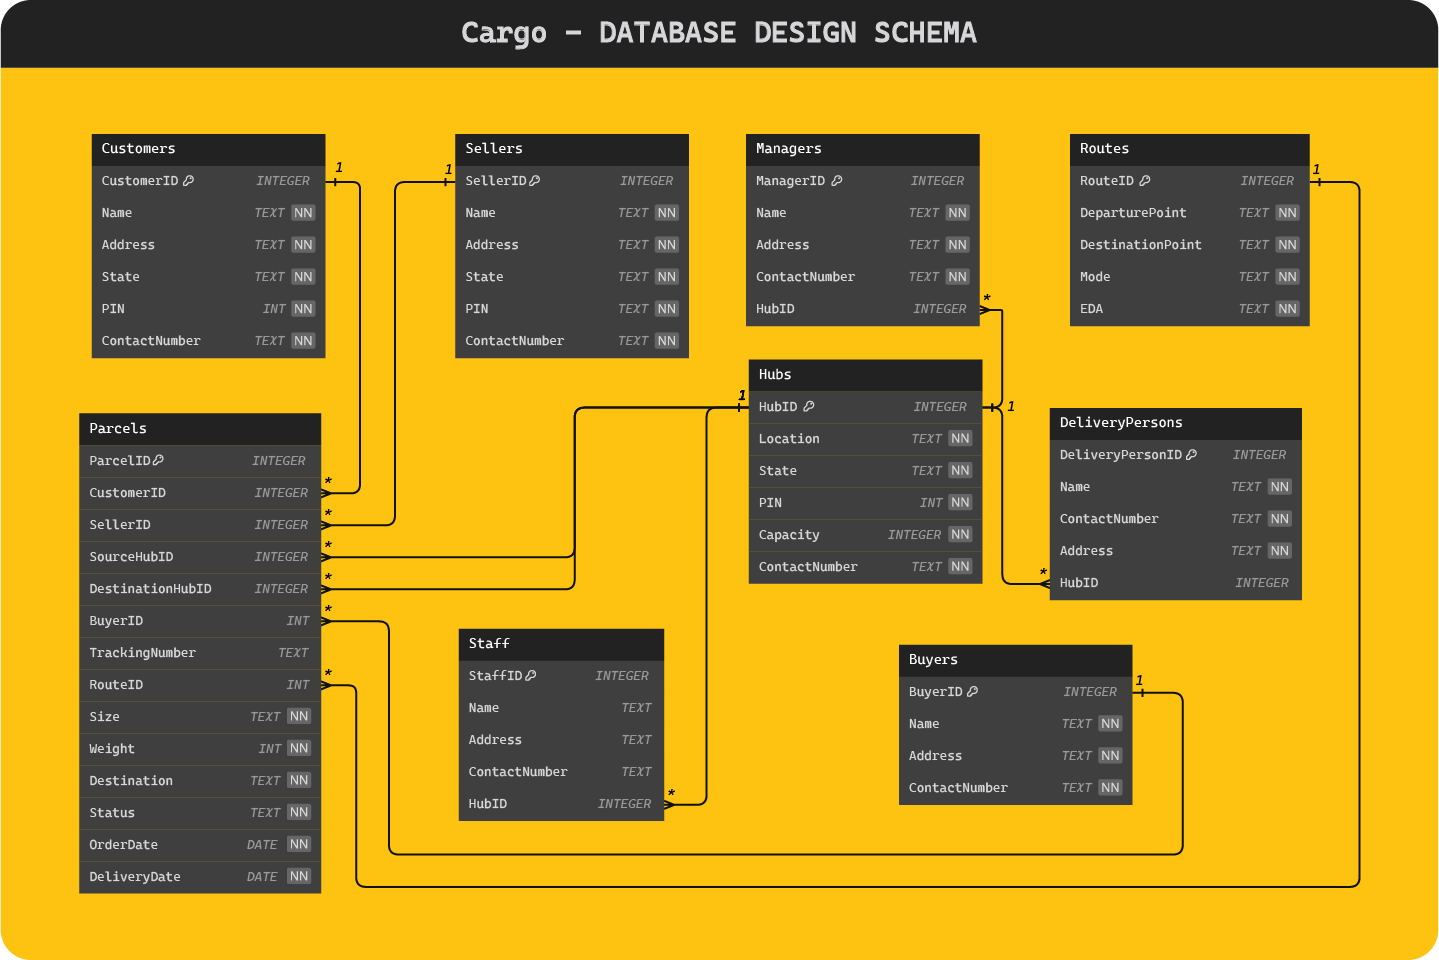 Cargo - DATABASE DESIGN SCHEMA
Customers
CustomerID INTEGER
Name TEXT NN
Address TEXT NN
State TEXT NN
PIN INT NN
ContactNumber TEXT NN
1
Sellers
SellerID INTEGER
Name TEXT NN
Address TEXT NN
State TEXT NN
PIN TEXT NN
ContactNumber TEXT NN
1
Managers
ManagerID INTEGER
Name TEXT NN
Address TEXT NN
ContactNumber TEXT NN
HubID INTEGER
*
Routes
RouteID INTEGER
DeparturePoint TEXT NN
DestinationPoint TEXT NN
Mode TEXT NN
EDA TEXT NN
1
Parcels
ParcelID INTEGER
CustomerID INTEGER *
SellerID INTEGER *
SourceHubID INTEGER *
DestinationHubID INTEGER *
BuyerID INT *
TrackingNumber TEXT
RouteID INT *
Size TEXT NN
Weight INT NN
Destination TEXT NN
Status TEXT NN
OrderDate DATE NN
DeliveryDate DATE NN
1
Hubs
HubID INTEGER
Location TEXT NN
State TEXT NN
PIN INT NN
Capacity INTEGER NN
ContactNumber TEXT NN
1
DeliveryPersons
DeliveryPersonID INTEGER
Name TEXT NN
ContactNumber TEXT NN
Address TEXT NN
* HubID INTEGER
Staff
StaffID INTEGER
Name TEXT
Address TEXT
ContactNumber TEXT
HubID INTEGER *
Buyers
BuyerID INTEGER 1
Name TEXT NN
Address TEXT NN
ContactNumber TEXT NN